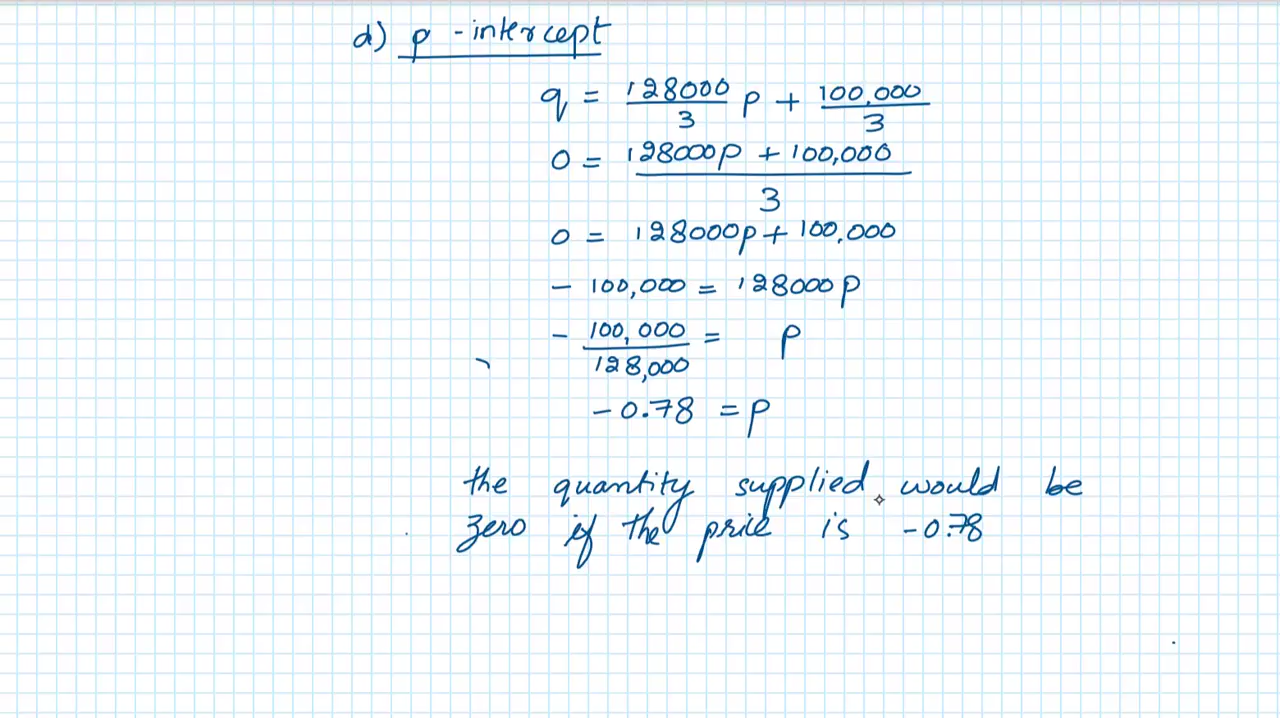 d) p - intercept
q = 128000/3 p + 100,000/3
0 = 128000p + 100,000 / 3
0 = 128000p + 100,000
- 100,000 = 128000p
- 100,000/128,000 = p
- 0.78 = p
the quantity supplied would be
zero if the price is -0.78